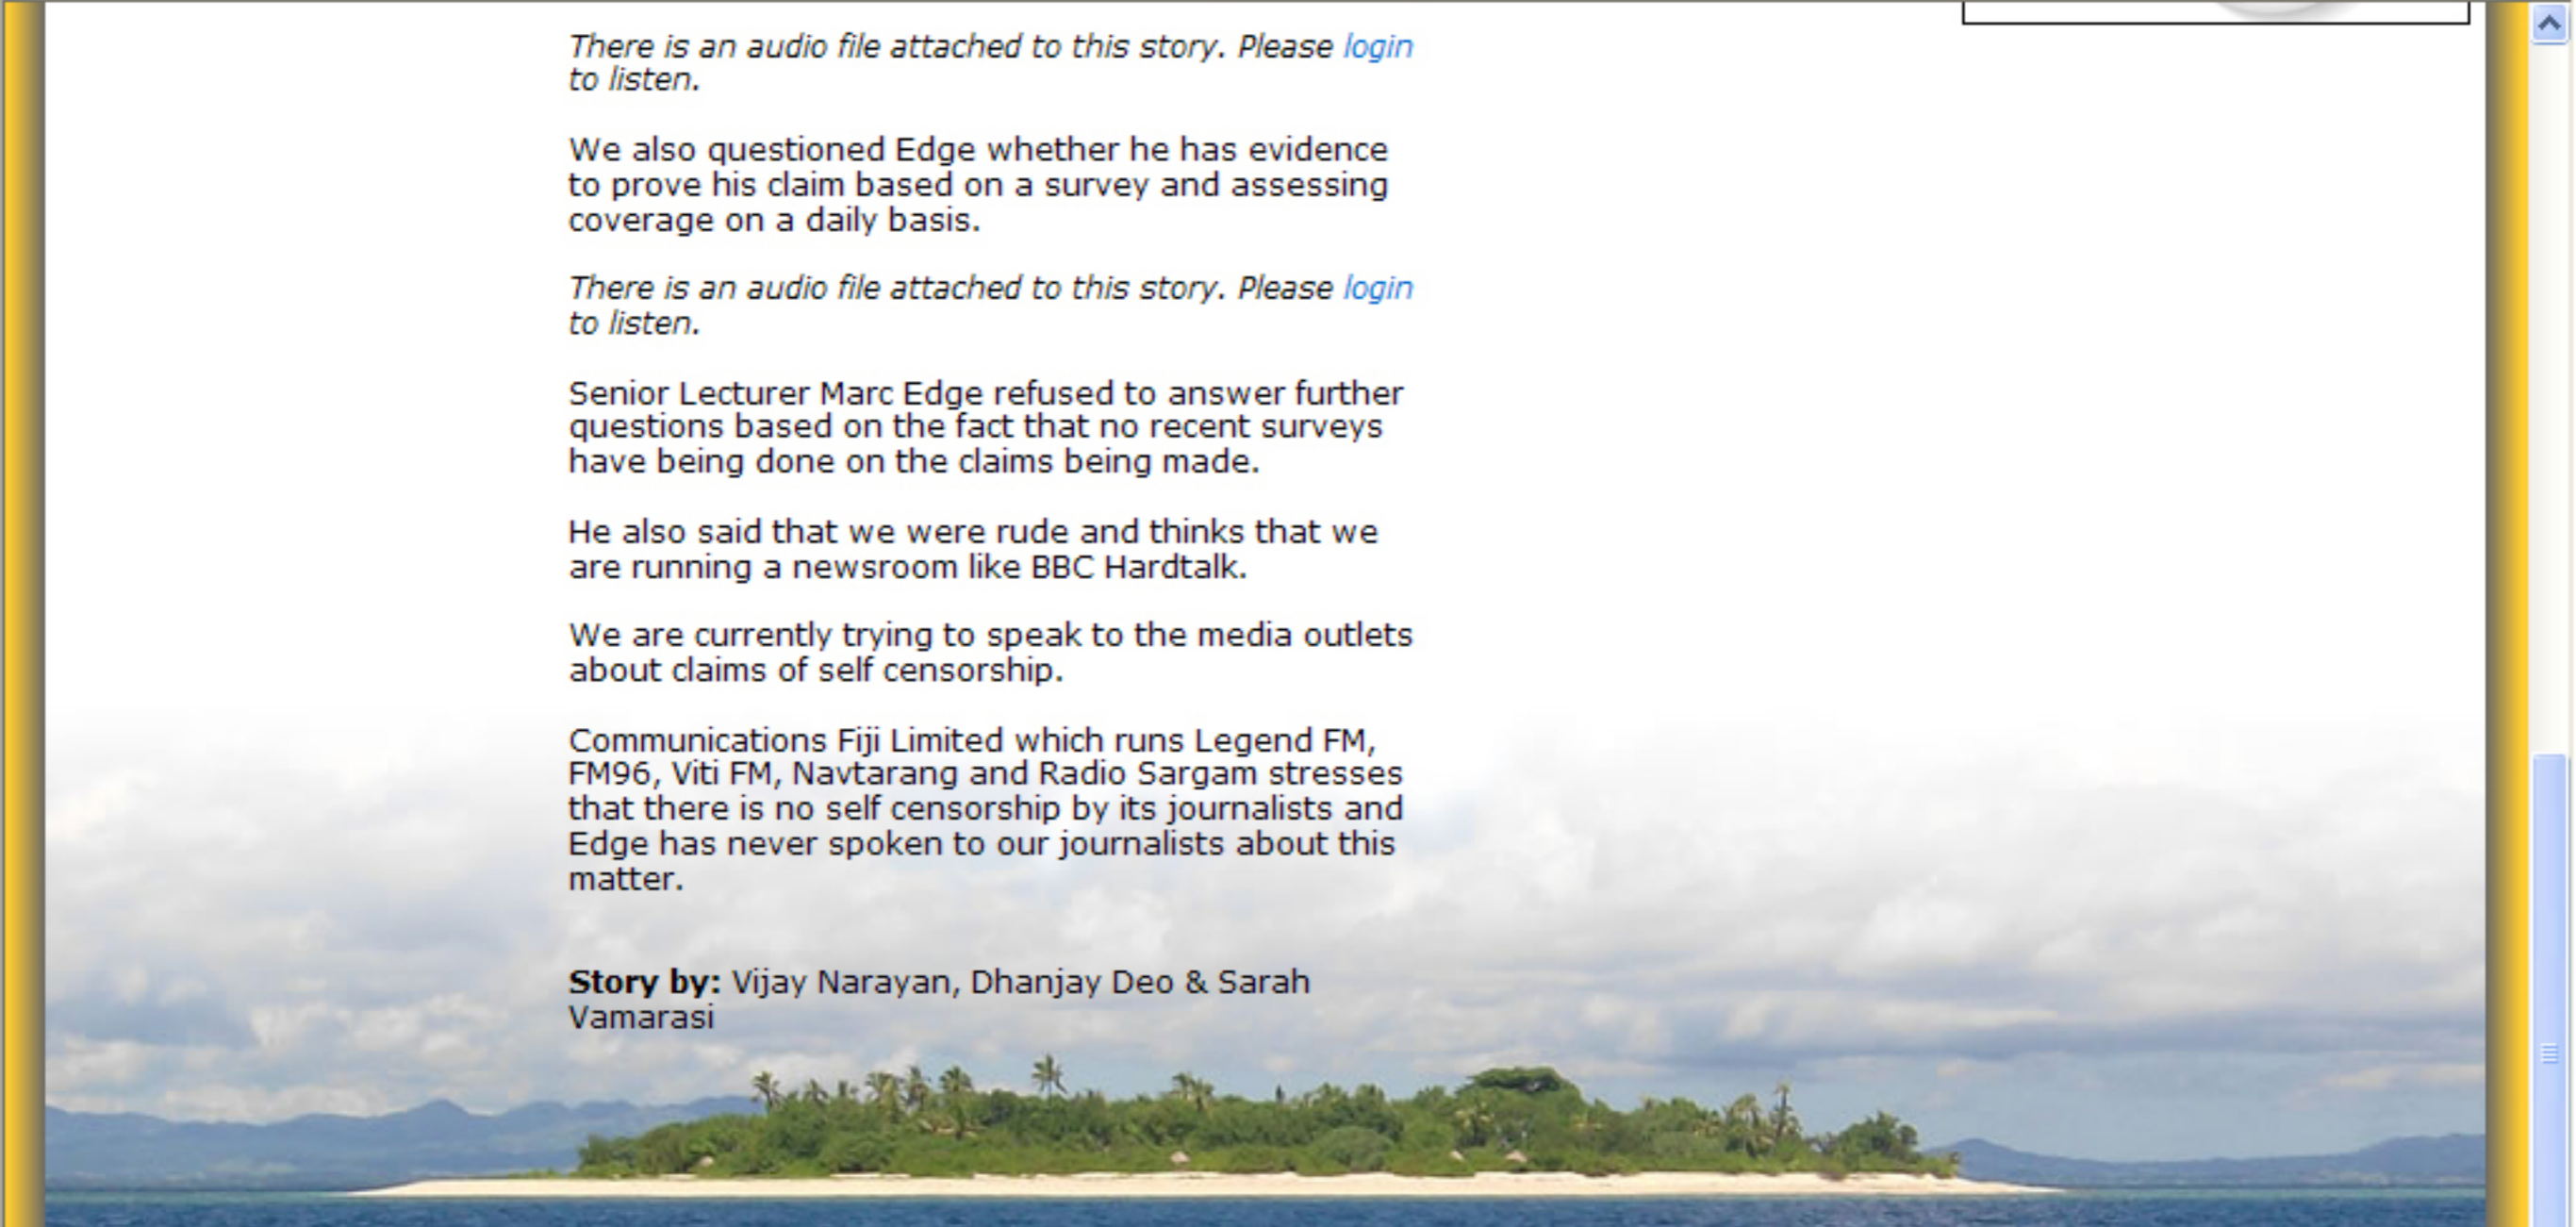 There is an audio file attached to this story. Please login
to listen.
We also questioned Edge whether he has evidence
to prove his claim based on a survey and assessing
coverage on a daily basis.
There is an audio file attached to this story. Please login
to listen.
Senior Lecturer Marc Edge refused to answer further
questions based on the fact that no recent surveys
have being done on the claims being made.
He also said that we were rude and thinks that we
are running a newsroom like BBC Hardtalk.
We are currently trying to speak to the media outlets
about claims of self censorship.
Communications Fiji Limited which runs Legend FM,
FM96, Viti FM, Navtarang and Radio Sargam stresses
that there is no self censorship by its journalists and
Edge has never spoken to our journalists about this
matter.
Story by: Vijay Narayan, Dhanjay Deo & Sarah
Vamarasi